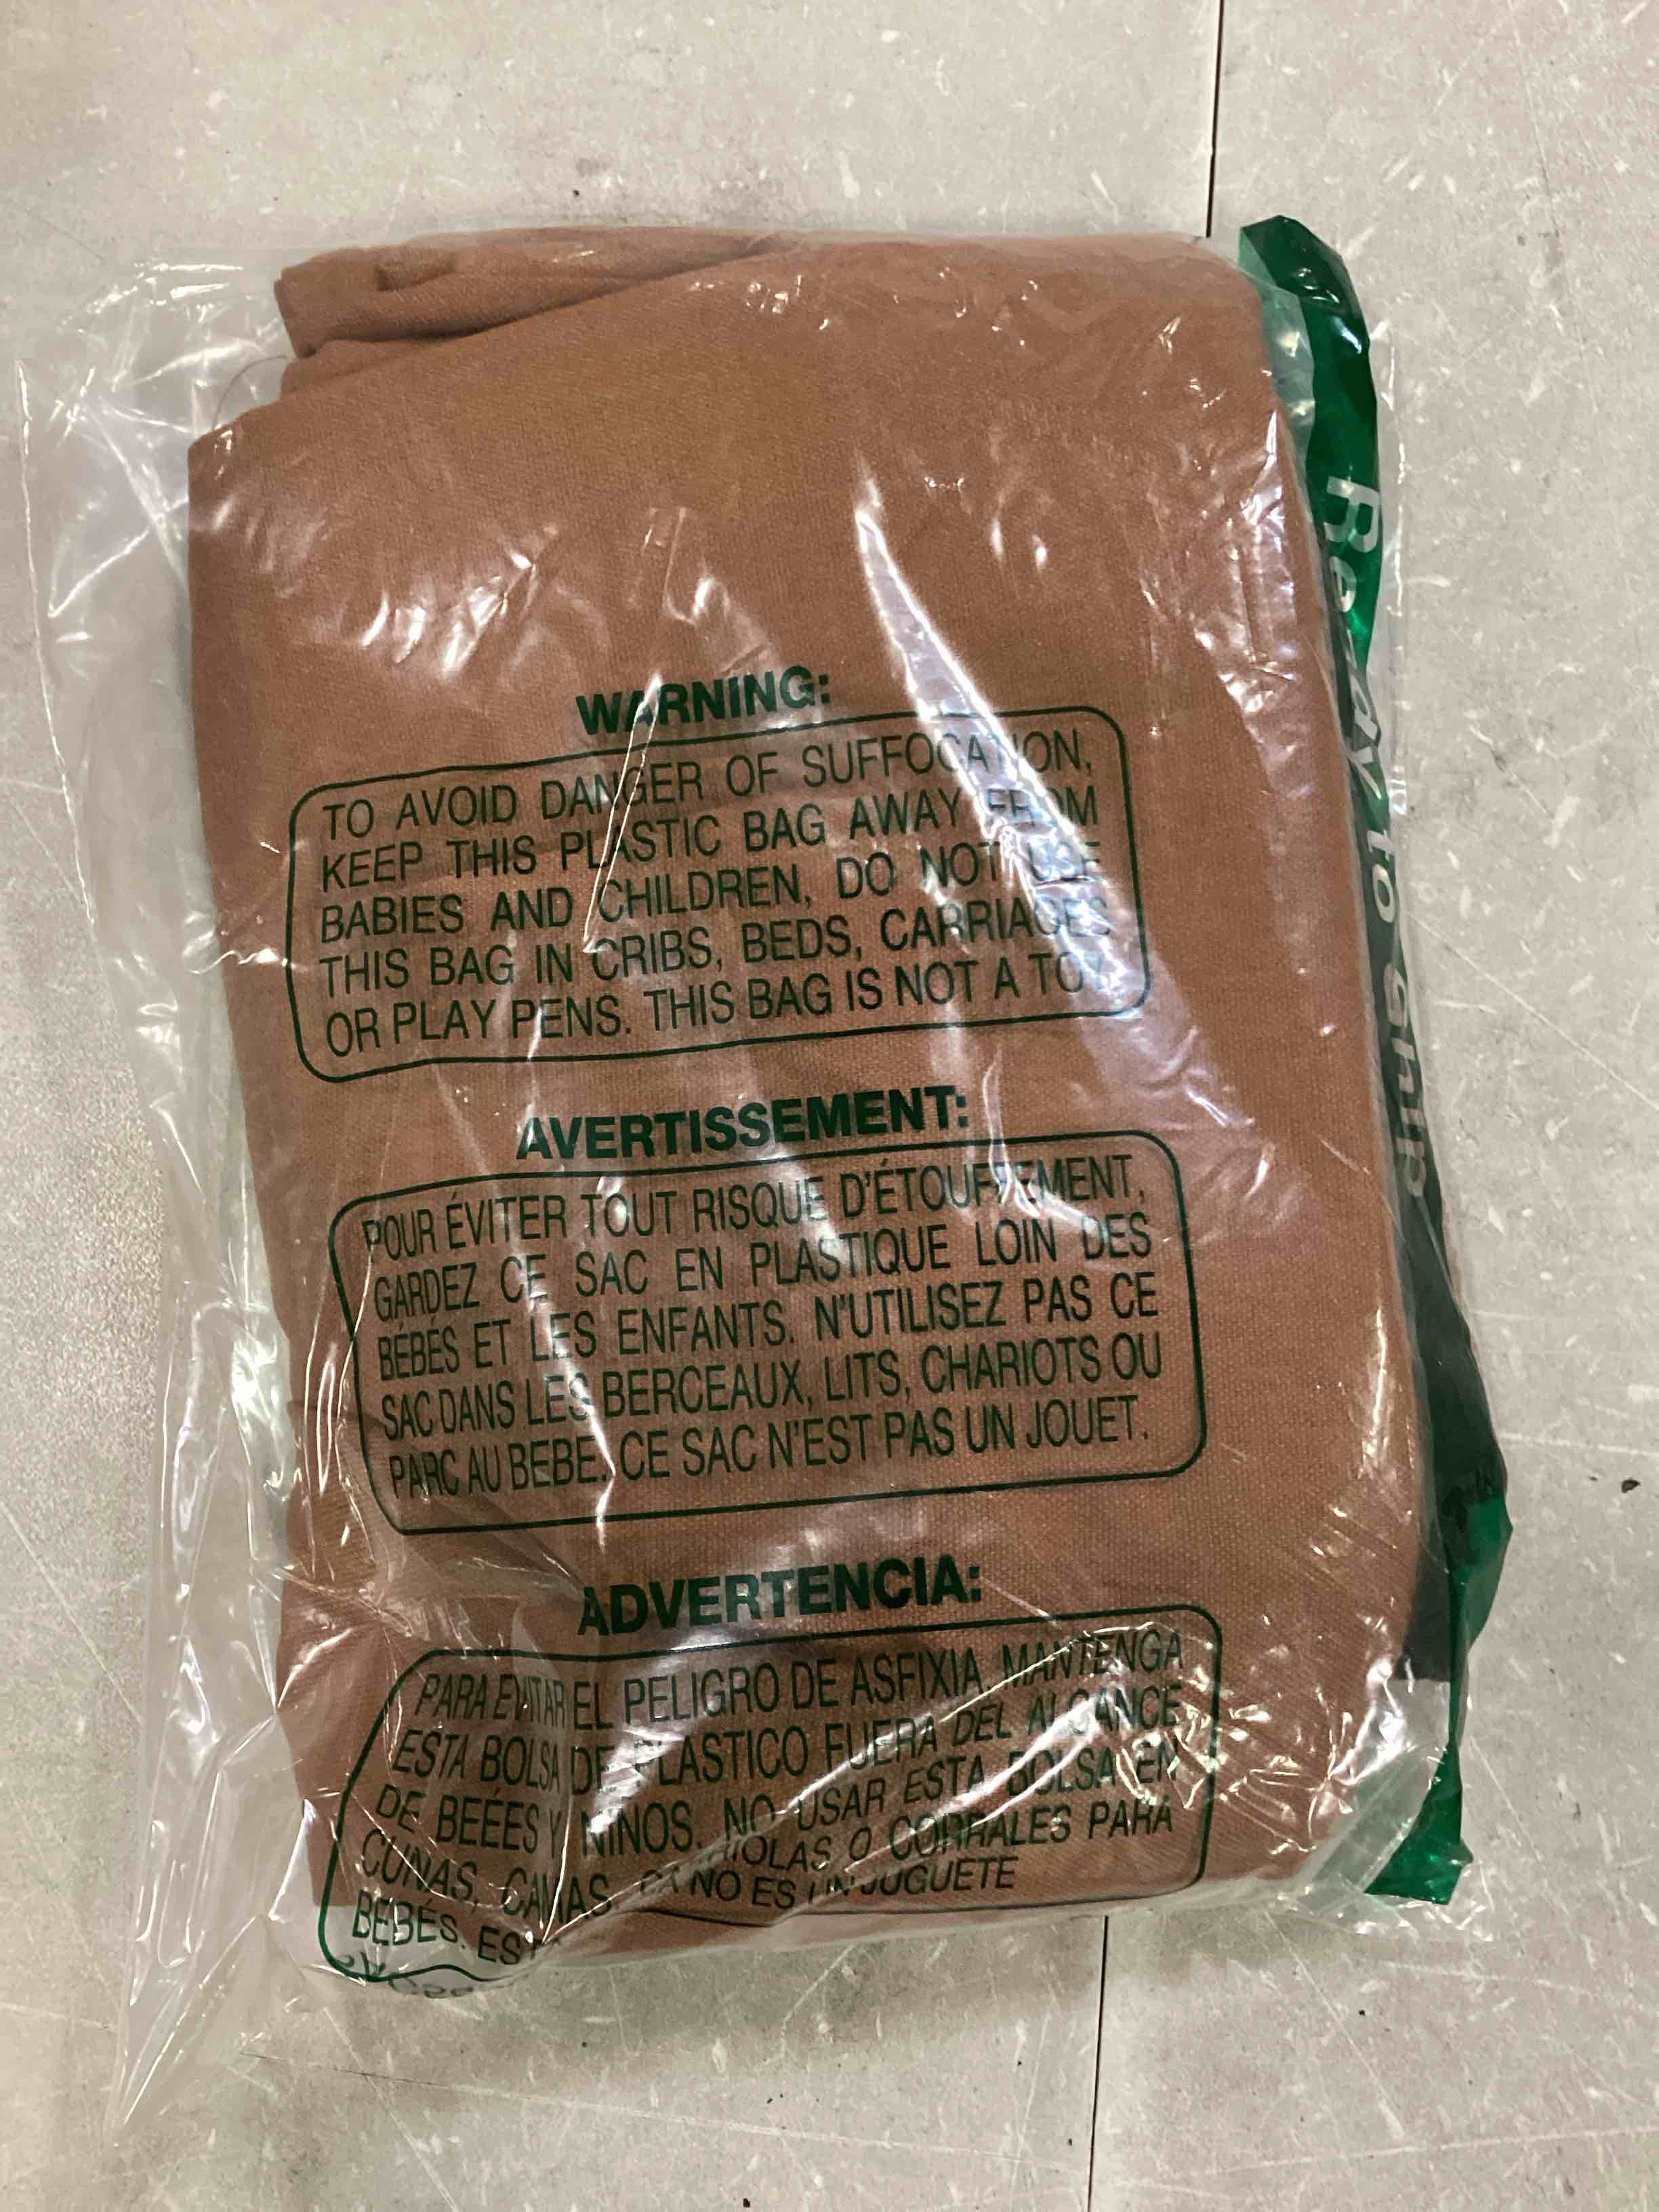 WARNING:
TO AVOID DANGER OF SUFFOCATION,
KEEP THIS PLASTIC BAG AWAY FROM
BABIES AND CHILDREN, DO NOT USE
THIS BAG IN CRIBS, BEDS, CARRIAGES
OR PLAY PENS. THIS BAG IS NOT A TOY
AVERTISSEMENT:
POUR ÉVITER TOUT RISQUE D'ÉTOUFFEMENT,
GARDEZ CE SAC EN PLASTIQUE LOIN DES
BÉBÉS ET LES ENFANTS. N'UTILISEZ PAS CE
SAC DANS LES BERCEAUX, LITS, CHARIOTS OU
PARC AU BEBE. CE SAC N'EST PAS UN JOUET.
ADVERTENCIA:
PARA EVITAR EL PELIGRO DE ASFIXIA, MANTENGA
ESTA BOLSA DE PLASTICO FUERA DEL ALCANCE
DE BEÉES Y NINOS. NO USAR ESTA BOLSA EN
CUNAS, CAMAS, O CORRALES PARA
BEBÉS. NO ES UN JUGUETE
Ready to ship